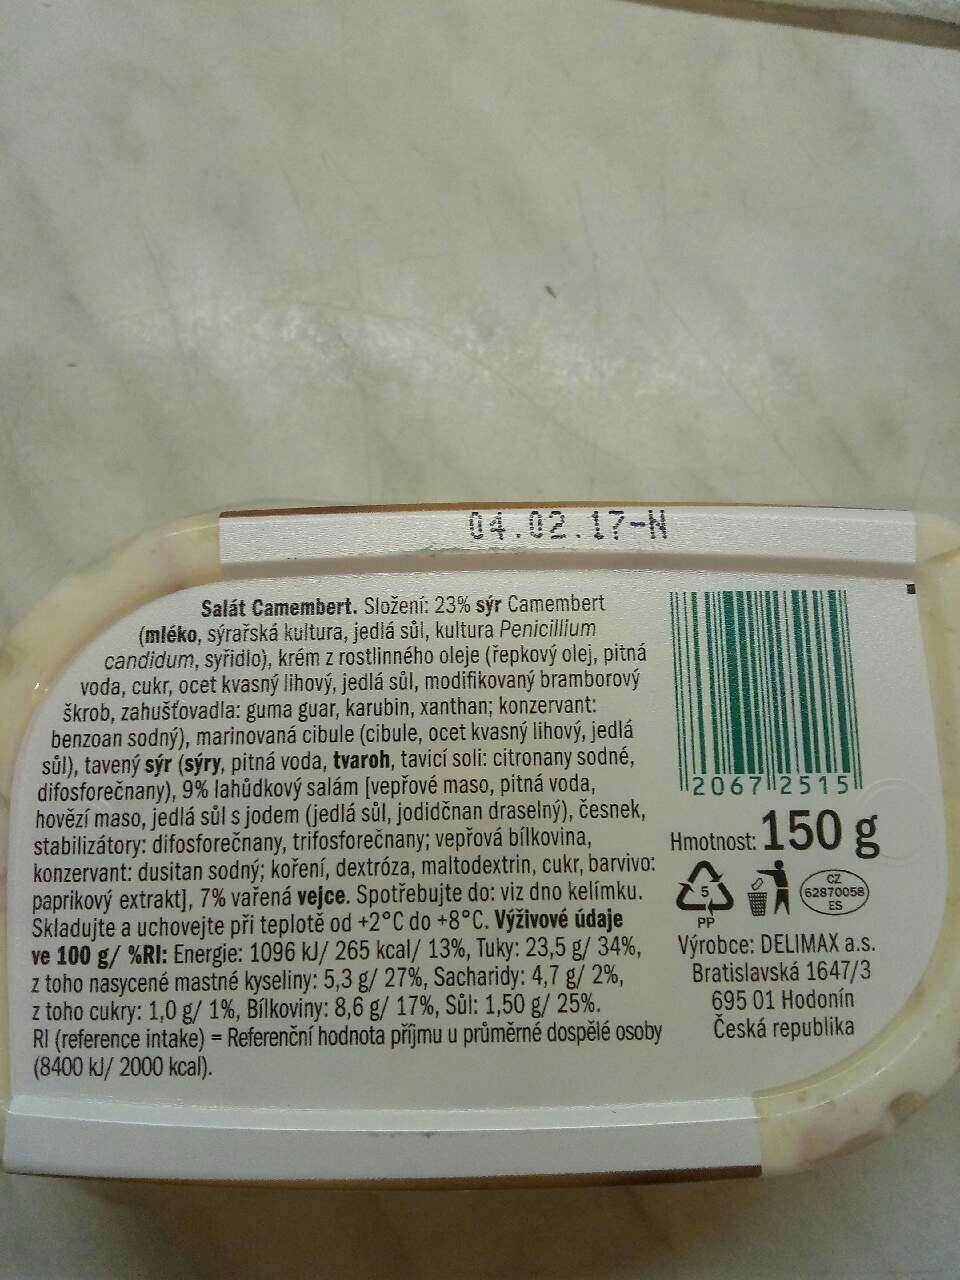 04.02.17-N
Salát Camembert. Složení: 23% sýr Camembert
(mléko, sýrařská kultura, jedlá sůl, kultura Penicillium
candidum, syřidlo), krém z rostlinného oleje (řepkový olej, pitná
voda, cukr, ocet kvasný lihový, jedlá sůl, modifikovaný bramborový
škrob, zahušťovadla: guma guar, karubin, xanthan; konzervant:
benzoan sodný), marinovaná cibule (cibule, ocet kvasný lihový, jedlá
sůl), tavený sýr (sýry, pitná voda, tvaroh, tavicí soli: citronany sodné,
difosforečnany), 9% lahůdkový salám [vepřové maso, pitná voda,
hovězí maso, jedlá sůl s jodem (jedlá sůl, jodidčnan draselný), česnek,
stabilizátory: difosforečnany, trifosforečnany; vepřová bílkovina,
konzervant: dusitan sodný; koření, dextróza, maltodextrin, cukr, barvivo:
paprikový extrakt], 7% vařená vejce. Spotřebujte do: viz dno kelímku.
Skladujte a uchovejte při teplotě od +2°C do +8°C. Výživové údaje
ve 100 g/ %RI: Energie: 1096 kJ/ 265 kcal/ 13%, Tuky: 23,5 g/ 34%,
z toho nasycené mastné kyseliny: 5,3 g/ 27%, Sacharidy: 4,7 g/ 2%,
z toho cukry: 1,0 g/ 1%, Bílkoviny: 8,6 g/ 17%, Sůl: 1,50 g/ 25%.
RI (reference intake) = Referenční hodnota příjmu u průměrné dospělé osoby
(8400 kJ/ 2000 kcal).
20672515
Hmotnost: 150 g
5
PP
CZ
62870058
ES
Výrobce: DELIMAX a.s.
Bratislavská 1647/3
695 01 Hodonín
Česká republika